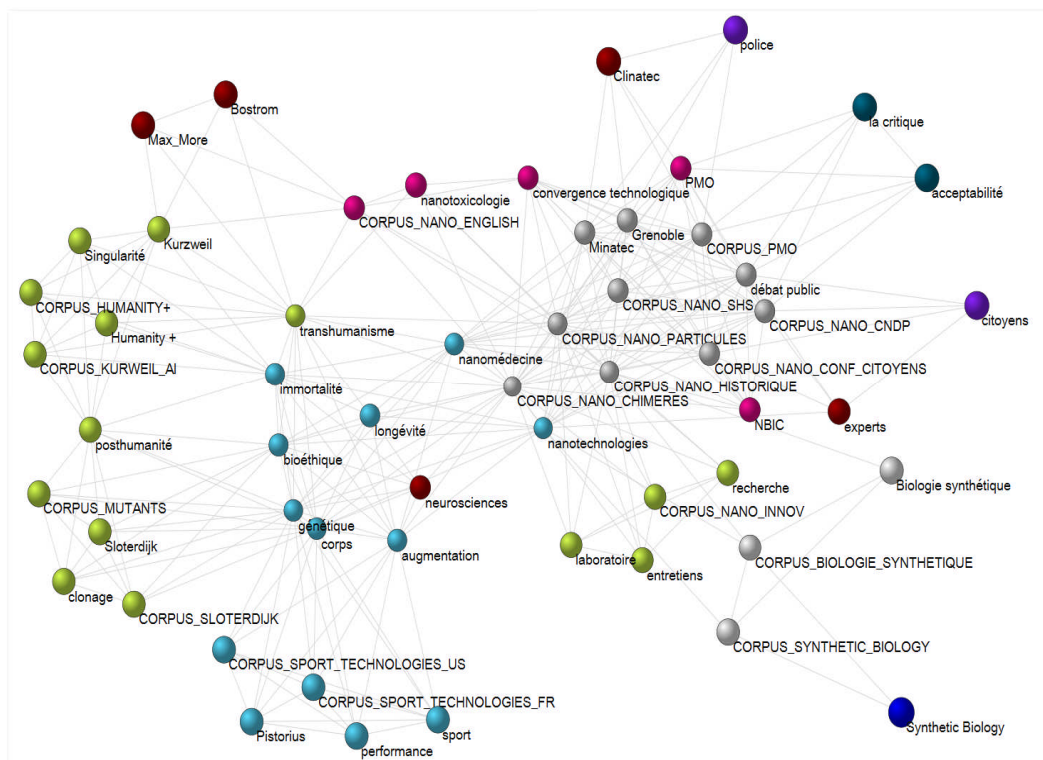 police
Clinatec
Bostrom
la critique
Max_More
PMO
convergence technologique
nanotoxicologie
acceptabilité
CORPUS_NANO_ENGLISH
Grenoble
Kurzweil
Minatec
CORPUS_PMO
Singularité
débat public
CORPUS_HUMANITY+
CORPUS_NANO_SHS
citoyens
CORPUS_NANO_CNDP
transhumanisme
Humanity +
CORPUS_NANO_PARTICULES
nanomédecine
CORPUS_KURWEIL_AI
CORPUS_NANO_CONF_CITOYENS
immortalité
CORPUS_NANO_HISTORIQUE
CORPUS_NANO_CHIMERES
longévité
NBIC
experts
posthumanité
nanotechnologies
bioéthique
Biologie synthétique
recherche
neurosciences
CORPUS_MUTANTS
CORPUS_NANO_INNOV
génétique
corps
Sloterdijk
augmentation
laboratoire
CORPUS_BIOLOGIE_SYNTHETIQUE
entretiens
clonage
CORPUS_SLOTERDIJK
CORPUS_SYNTHETIC_BIOLOGY
CORPUS_SPORT_TECHNOLOGIES_US
CORPUS_SPORT_TECHNOLOGIES_FR
Synthetic Biology
Pistorius
sport
performance